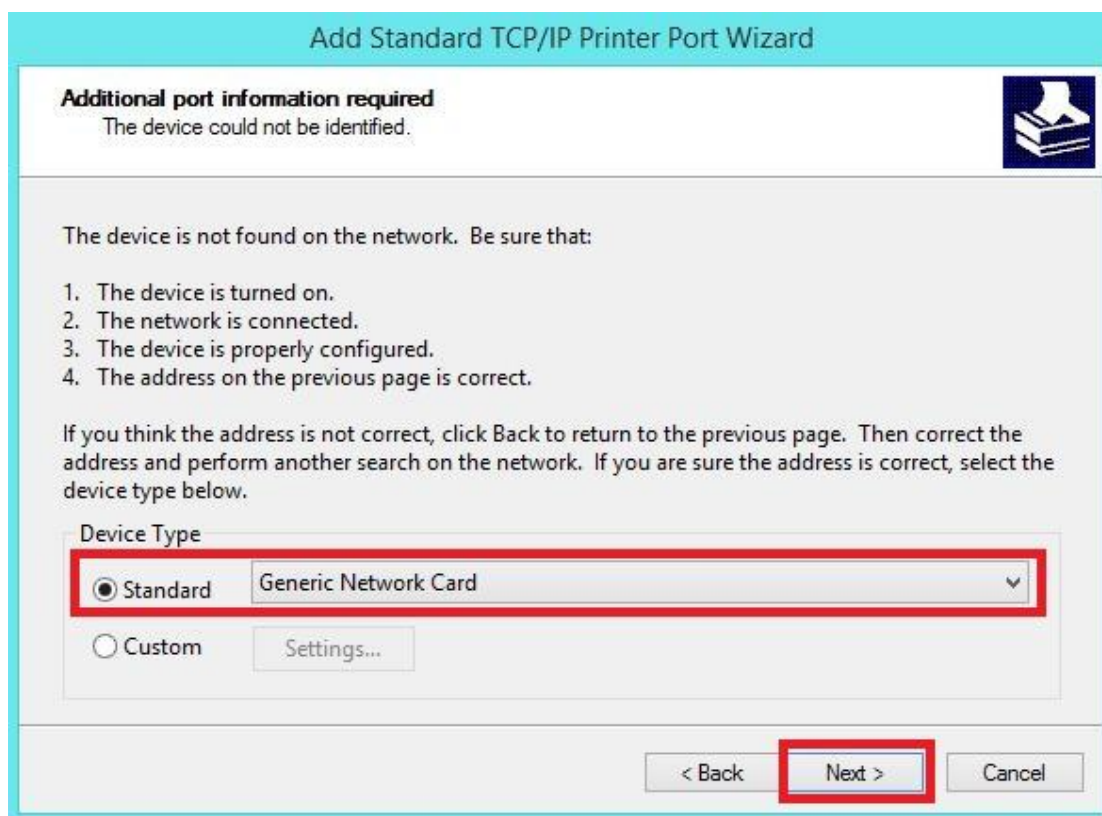 Add Standard TCP/IP Printer Port Wizard
Additional port information required
The device could not be identified.
The device is not found on the network.  Be sure that:
1.  The device is turned on.
2.  The network is connected.
3.  The device is properly configured.
4.  The address on the previous page is correct.
If you think the address is not correct, click Back to return to the previous page.  Then correct the
address and perform another search on the network.  If you are sure the address is correct, select the
device type below.
Device Type
Standard
Generic Network Card
Custom
Settings...
< Back
Next >
Cancel